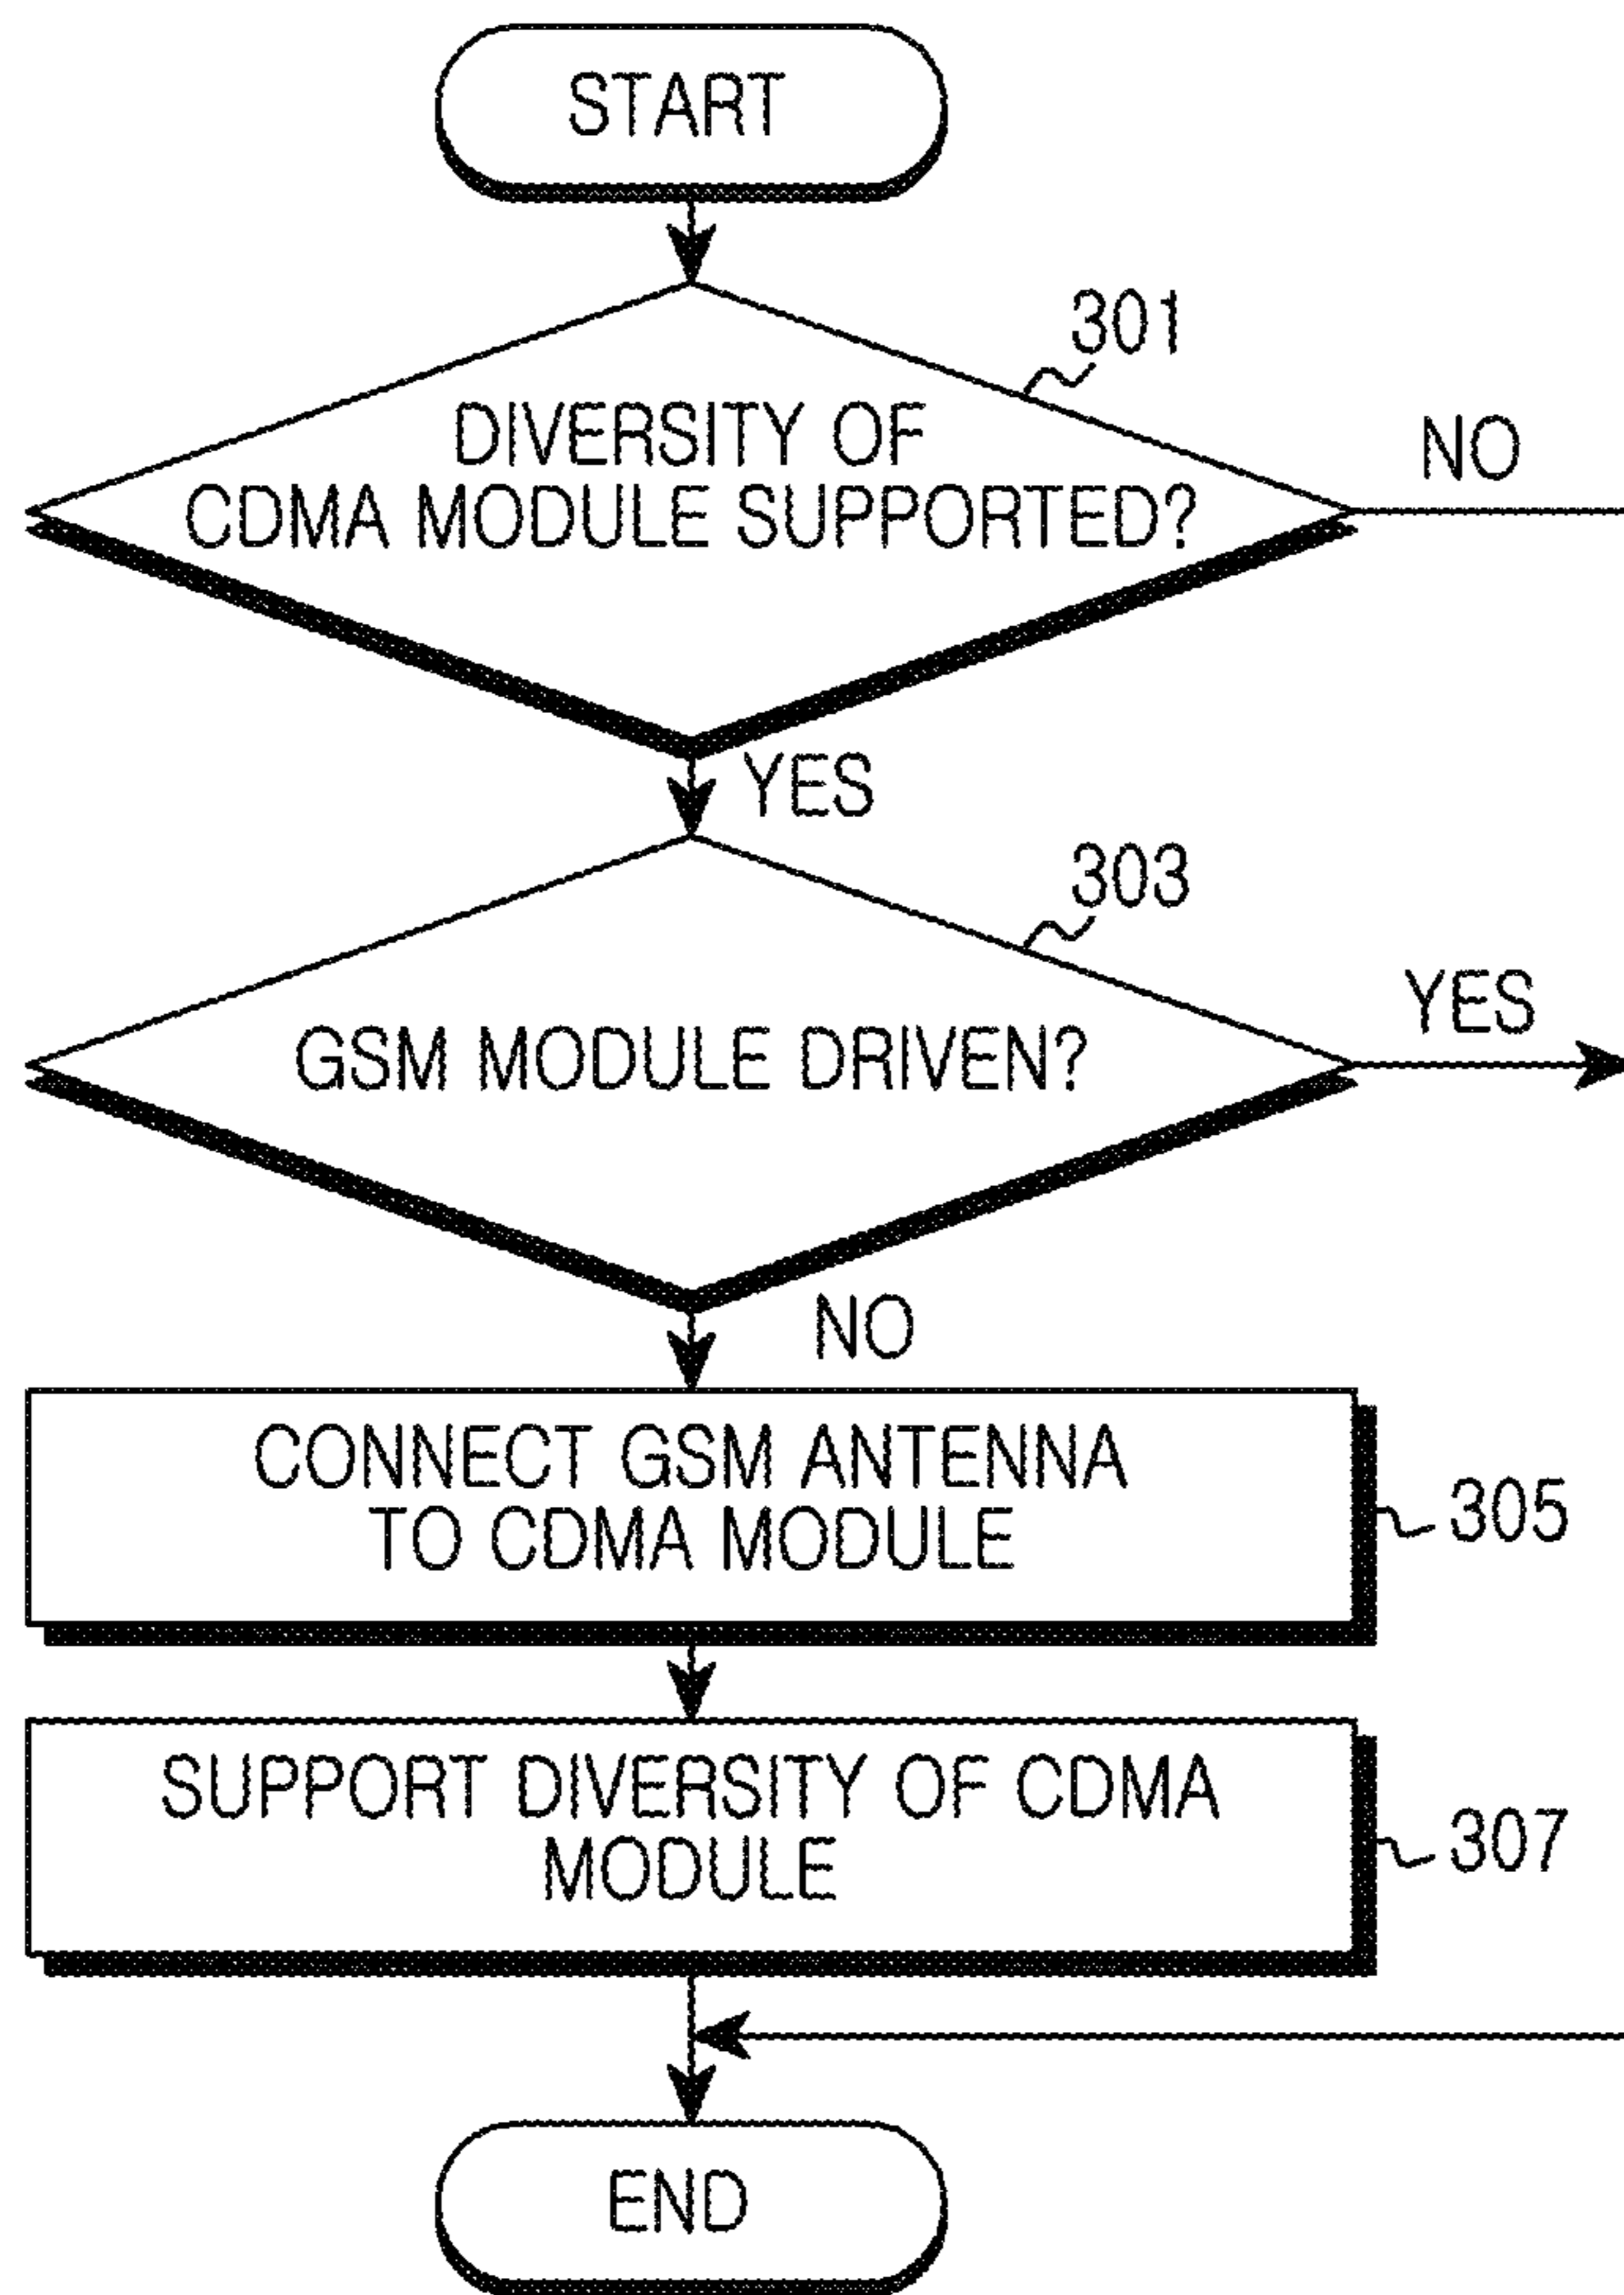 START
301
DIVERSITY OF
CDMA MODULE SUPPORTED?
NO
YES
303
GSM MODULE DRIVEN?
YES
NO
CONNECT GSM ANTENNA
TO CDMA MODULE
305
SUPPORT DIVERSITY OF CDMA
MODULE
307
END